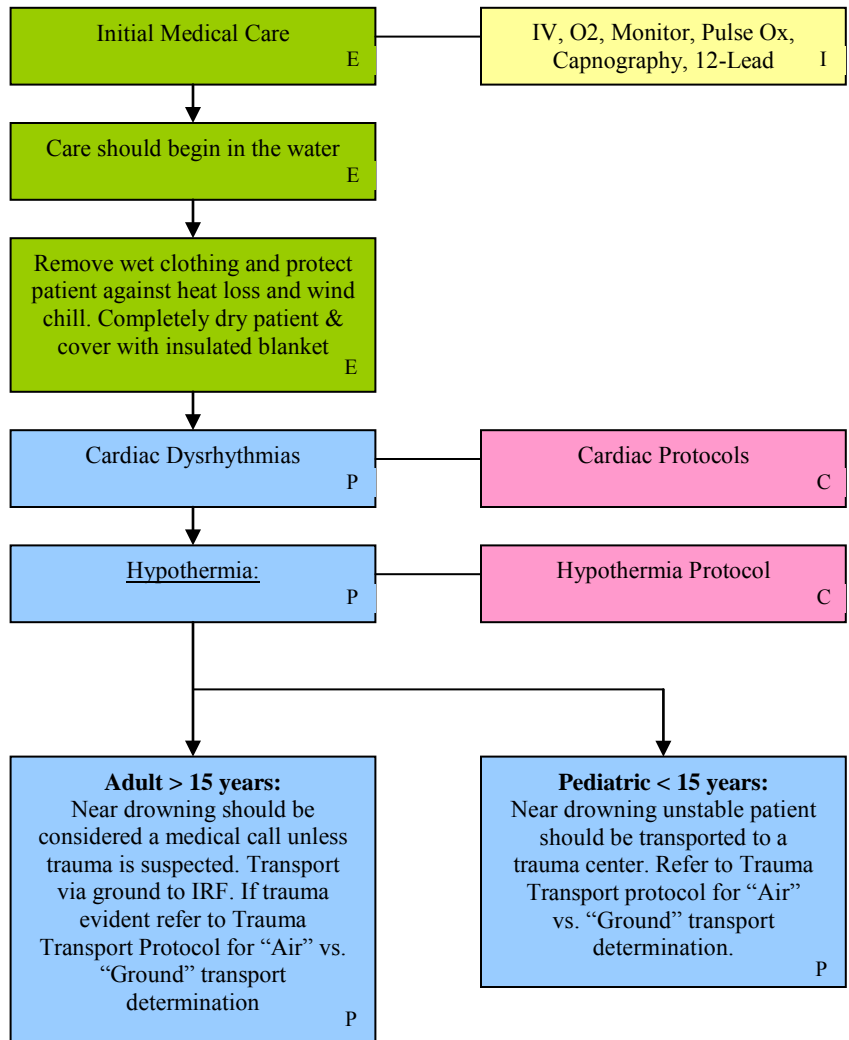 Initial Medical Care
E
IV, O2, Monitor, Pulse Ox,
Capnography, 12-Lead
I
Care should begin in the water
E
Remove wet clothing and protect
patient against heat loss and wind
chill. Completely dry patient &
cover with insulated blanket
E
Cardiac Dysrhythmias
P
Cardiac Protocols
C
Hypothermia:
P
Hypothermia Protocol
C
Adult > 15 years:
Near drowning should be
considered a medical call unless
trauma is suspected. Transport
via ground to IRF. If trauma
evident refer to Trauma
Transport Protocol for “Air” vs.
“Ground” transport
determination
P
Pediatric < 15 years:
Near drowning unstable patient
should be transported to a
trauma center. Refer to Trauma
Transport protocol for “Air”
vs. “Ground” transport
determination.
P